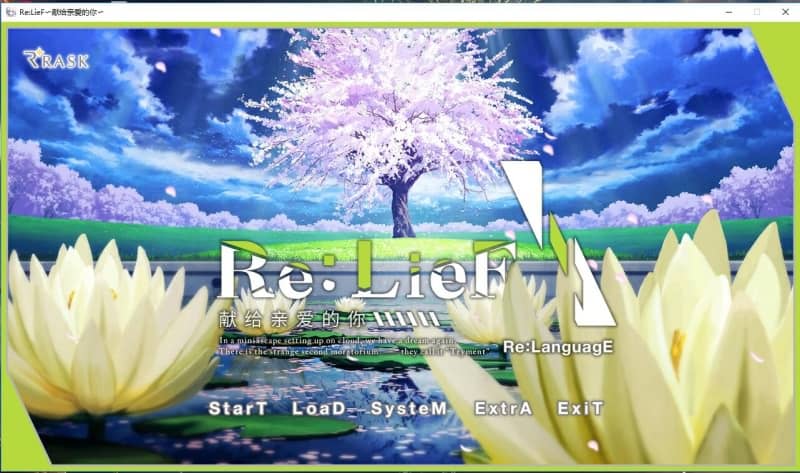 Re:LieF~献给亲爱的你~
RASK
Re:LieF
献给亲爱的你
In a miniascape setting up on cloud, we have a dream again.
There is the strange second moratorium. they call it "Tryment"
Re:LanguagE
StarT LoaD SysteM ExtrA ExiT